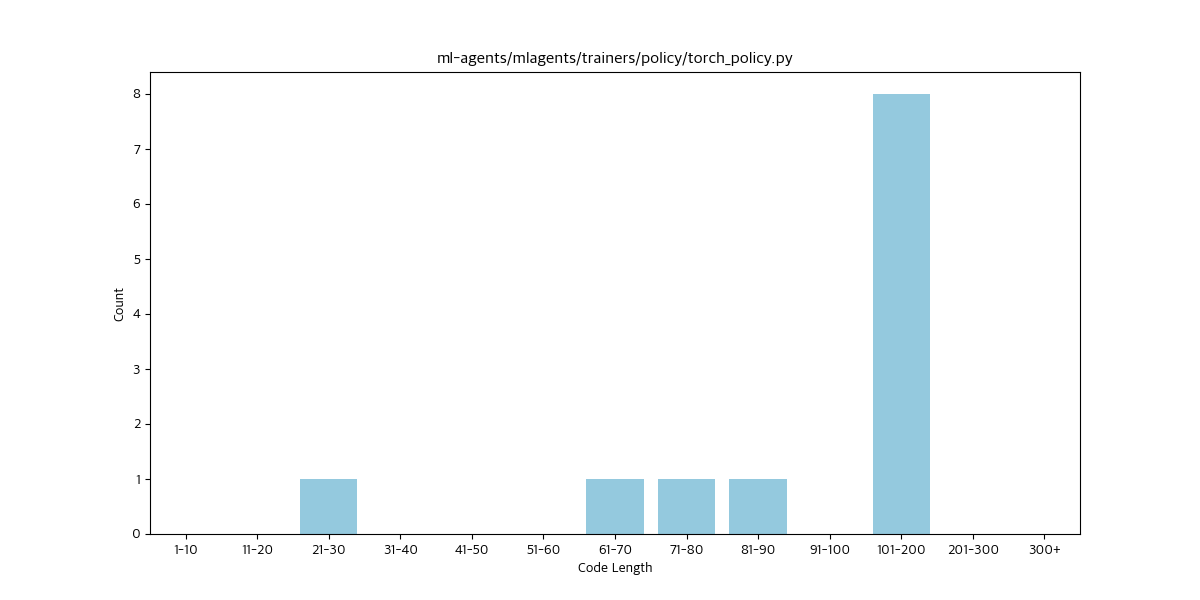 ml-agents/mlagents/trainers/policy/torch_policy.py
8
7
6
5
4
3
2
1
0
Count
1-10 11-20 21-30 31-40 41-50 51-60 61-70 71-80 81-90 91-100 101-200 201-300 300+
Code Length